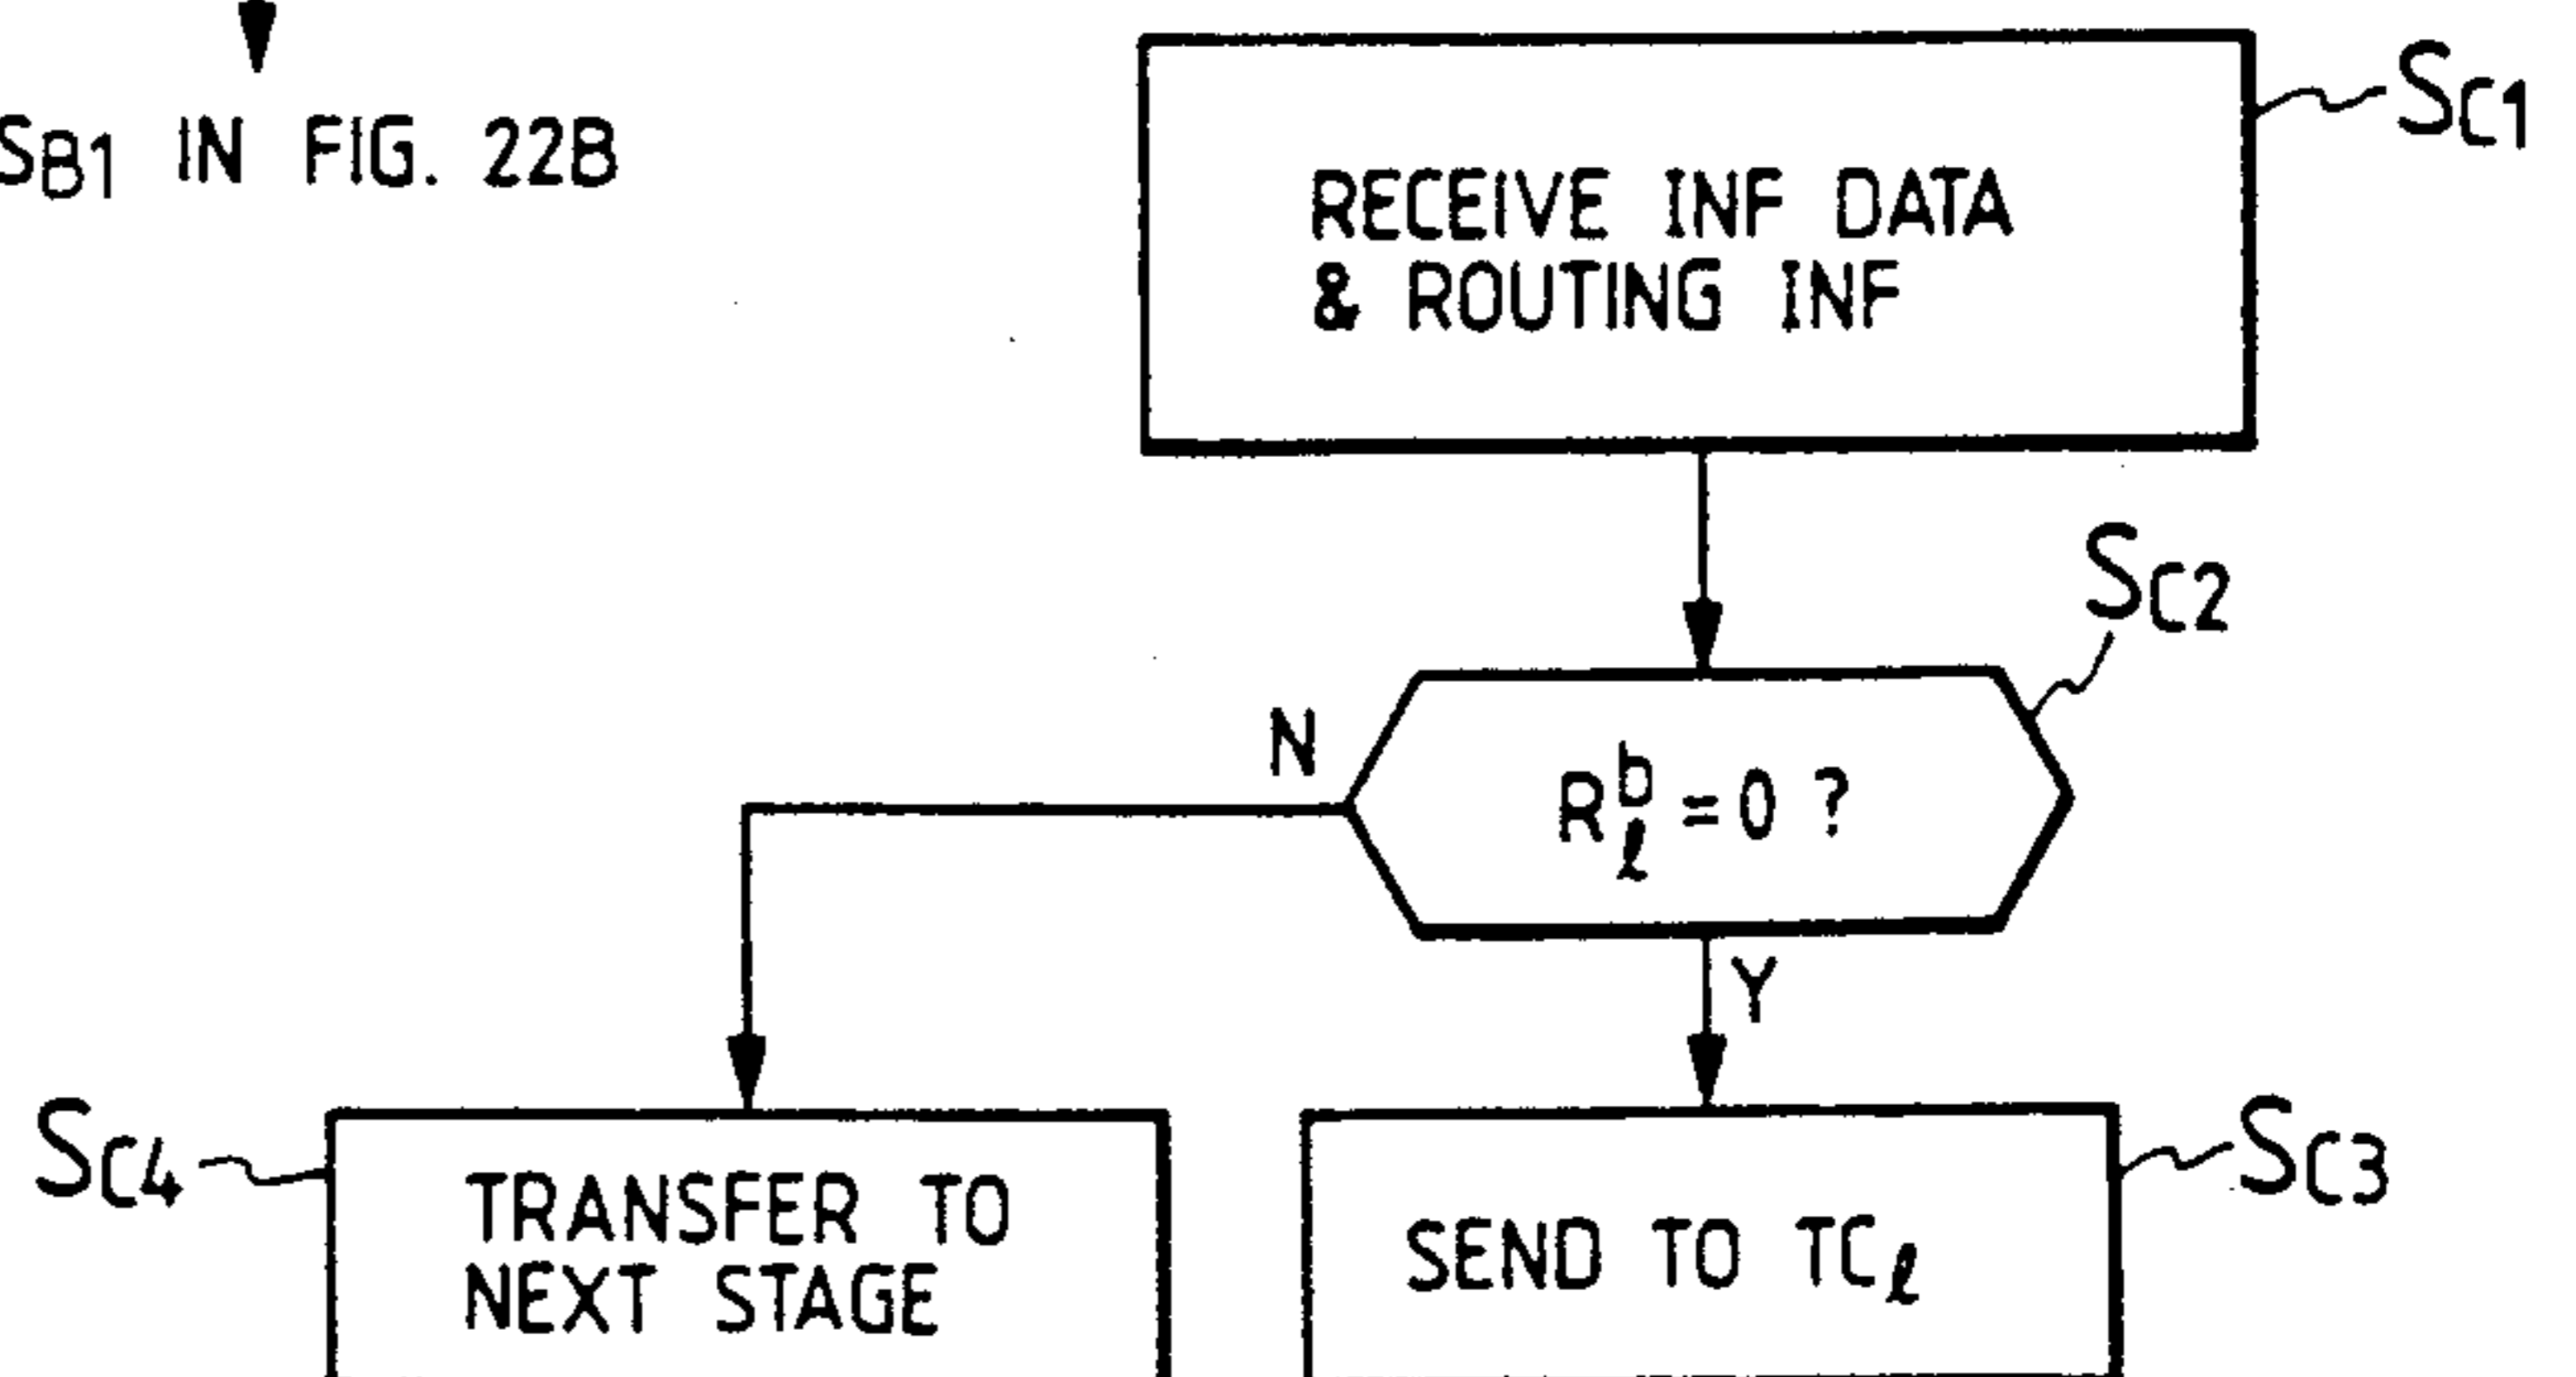 SB1 IN FIG. 22B
SC1
RECEIVE INF DATA
& ROUTING INF
SC2
N
R^b_ℓ = 0 ?
Y
SC4
TRANSFER TO
NEXT STAGE
SC3
SEND TO TCℓ